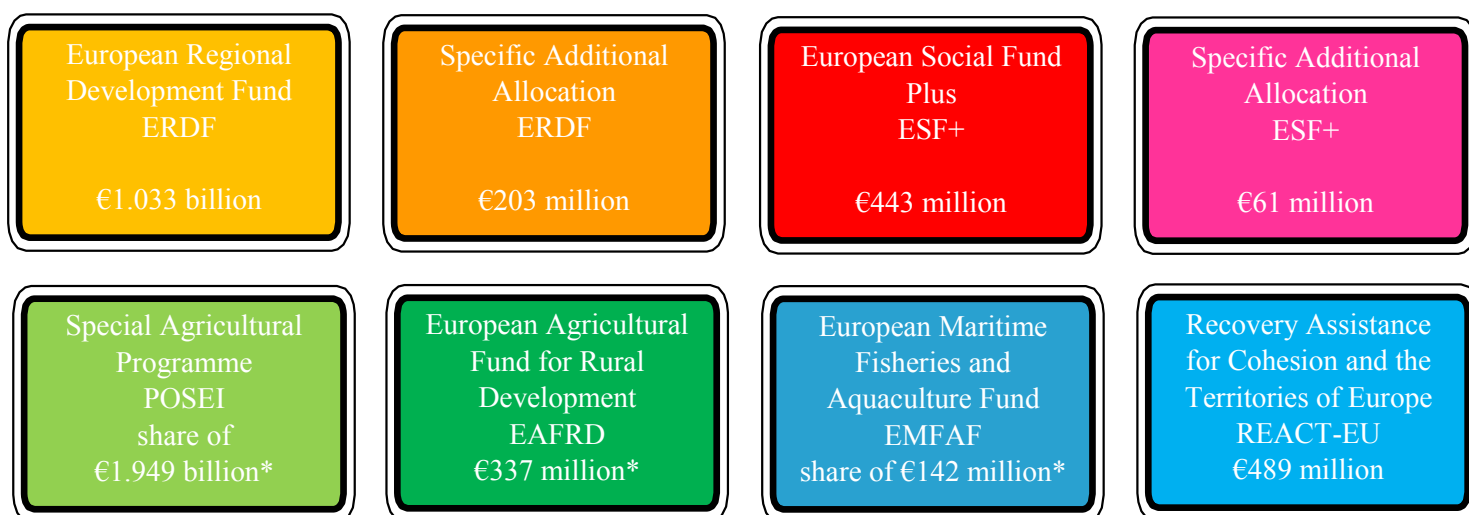 European Regional
Development Fund
ERDF
€1.033 billion
Specific Additional
Allocation
ERDF
€203 million
European Social Fund
Plus
ESF+
€443 million
Specific Additional
Allocation
ESF+
€61 million
Special Agricultural
Programme
POSEI
share of
€1.949 billion*
European Agricultural
Fund for Rural
Development
EAFRD
€337 million*
European Maritime
Fisheries and
Aquaculture Fund
EMFAF
share of €142 million*
Recovery Assistance
for Cohesion and the
Territories of Europe
REACT-EU
€489 million